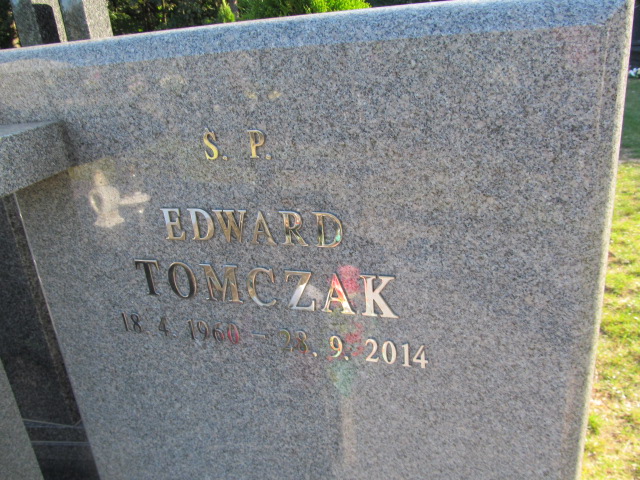 S. P.
EDWARD
TOMCZAK
18. 4. 1960 – 28. 9. 2014